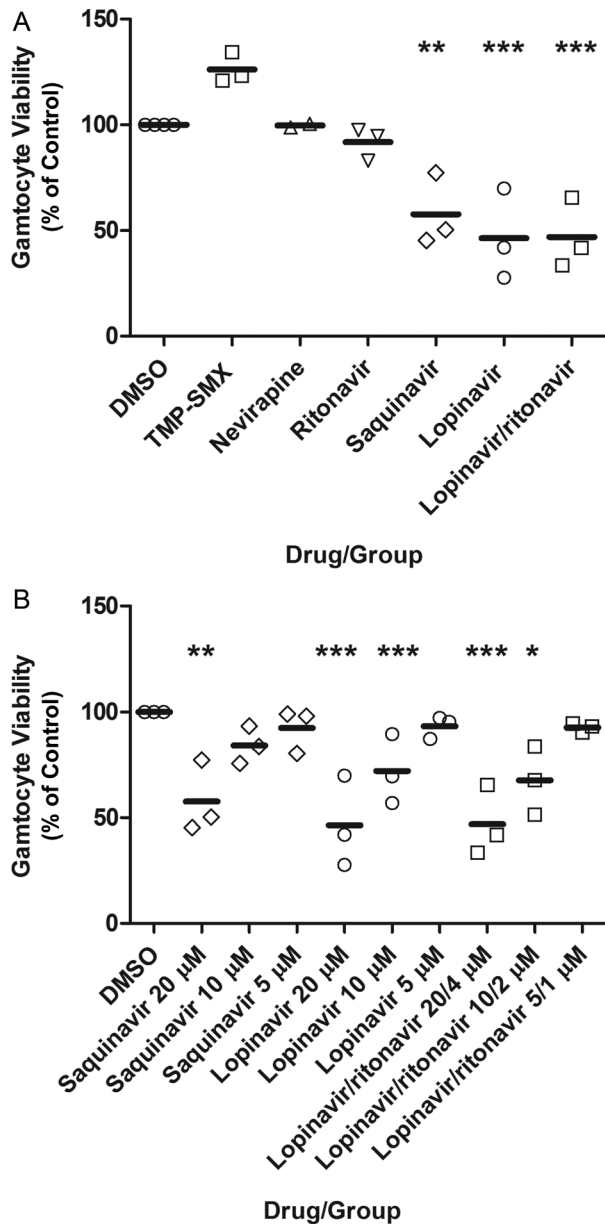 A
Gamtocyte Viability
(% of Control)
150
100
50
0
** *** ***
DMSO
TMP-SMX
Nevirapine
Ritonavir
Saquinavir
Lopinavir
Lopinavir/ritonavir
Drug/Group
B
Gamtocyte Viability
(% of Control)
150
100
50
0
** *** *** *** *
DMSO
Saquinavir 20 µM
Saquinavir 10 µM
Saquinavir 5 µM
Lopinavir 20 µM
Lopinavir 10 µM
Lopinavir 5 µM
Lopinavir/ritonavir 20/4 µM
Lopinavir/ritonavir 10/2 µM
Lopinavir/ritonavir 5/1 µM
Drug/Group